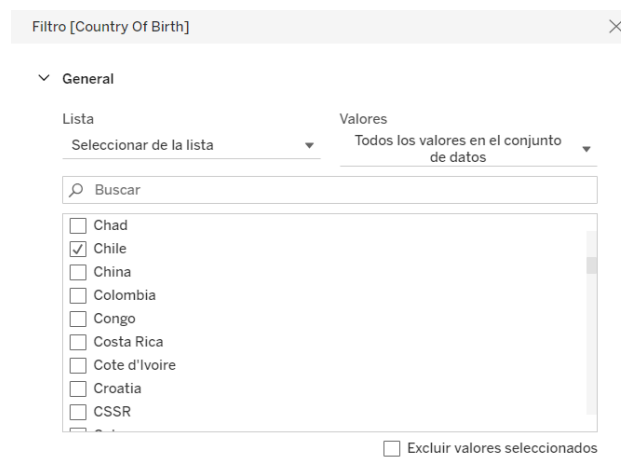 Filtro [Country Of Birth]
General
Lista
Valores
Seleccionar de la lista
Todos los valores en el conjunto
de datos
Buscar
Chad
Chile
China
Colombia
Congo
Costa Rica
Cote d'Ivoire
Croatia
CSSR
Excluir valores seleccionados